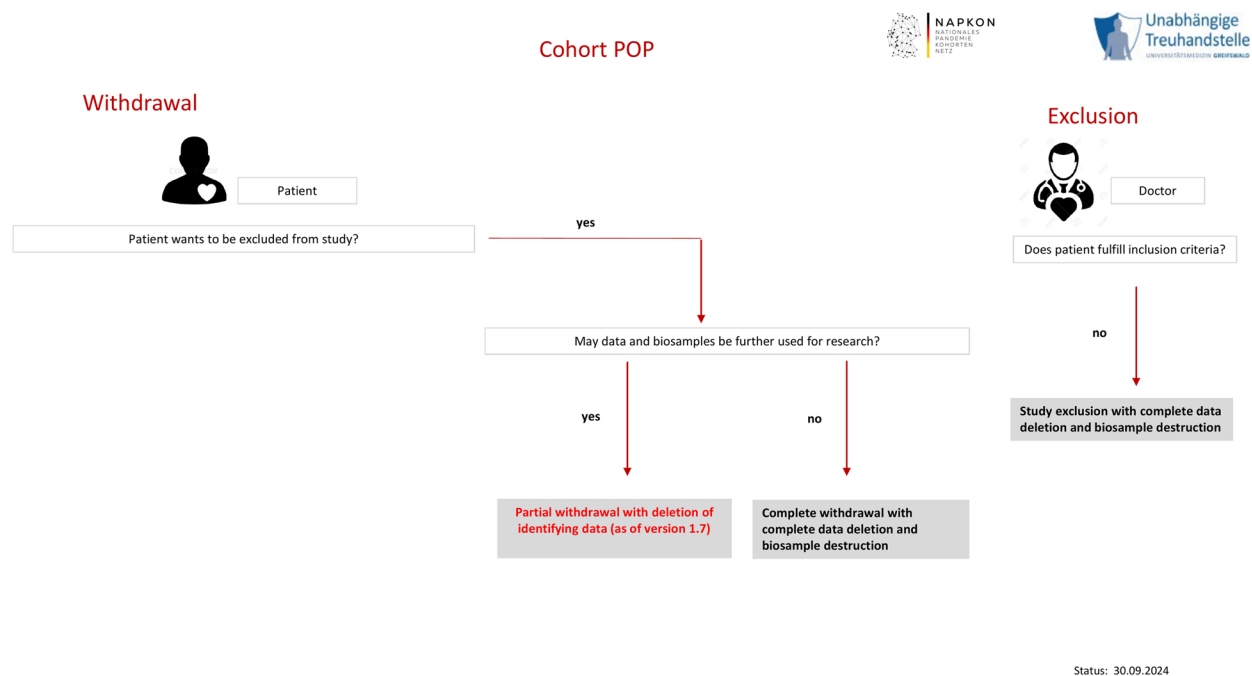 Cohort POP
NAPKON
NATIONALES
PANDEMIE
KOHORTEN
NETZ
Unabhängige
Treuhandstelle
UNIVERSITÄTSMEDIZIN GREIFSWALD
Withdrawal
Patient
Patient wants to be excluded from study?
yes
May data and biosamples be further used for research?
yes
no
Partial withdrawal with deletion of
identifying data (as of version 1.7)
Complete withdrawal with
complete data deletion and
biosample destruction
Exclusion
Doctor
Does patient fulfill inclusion criteria?
no
Study exclusion with complete data
deletion and biosample destruction
Status: 30.09.2024